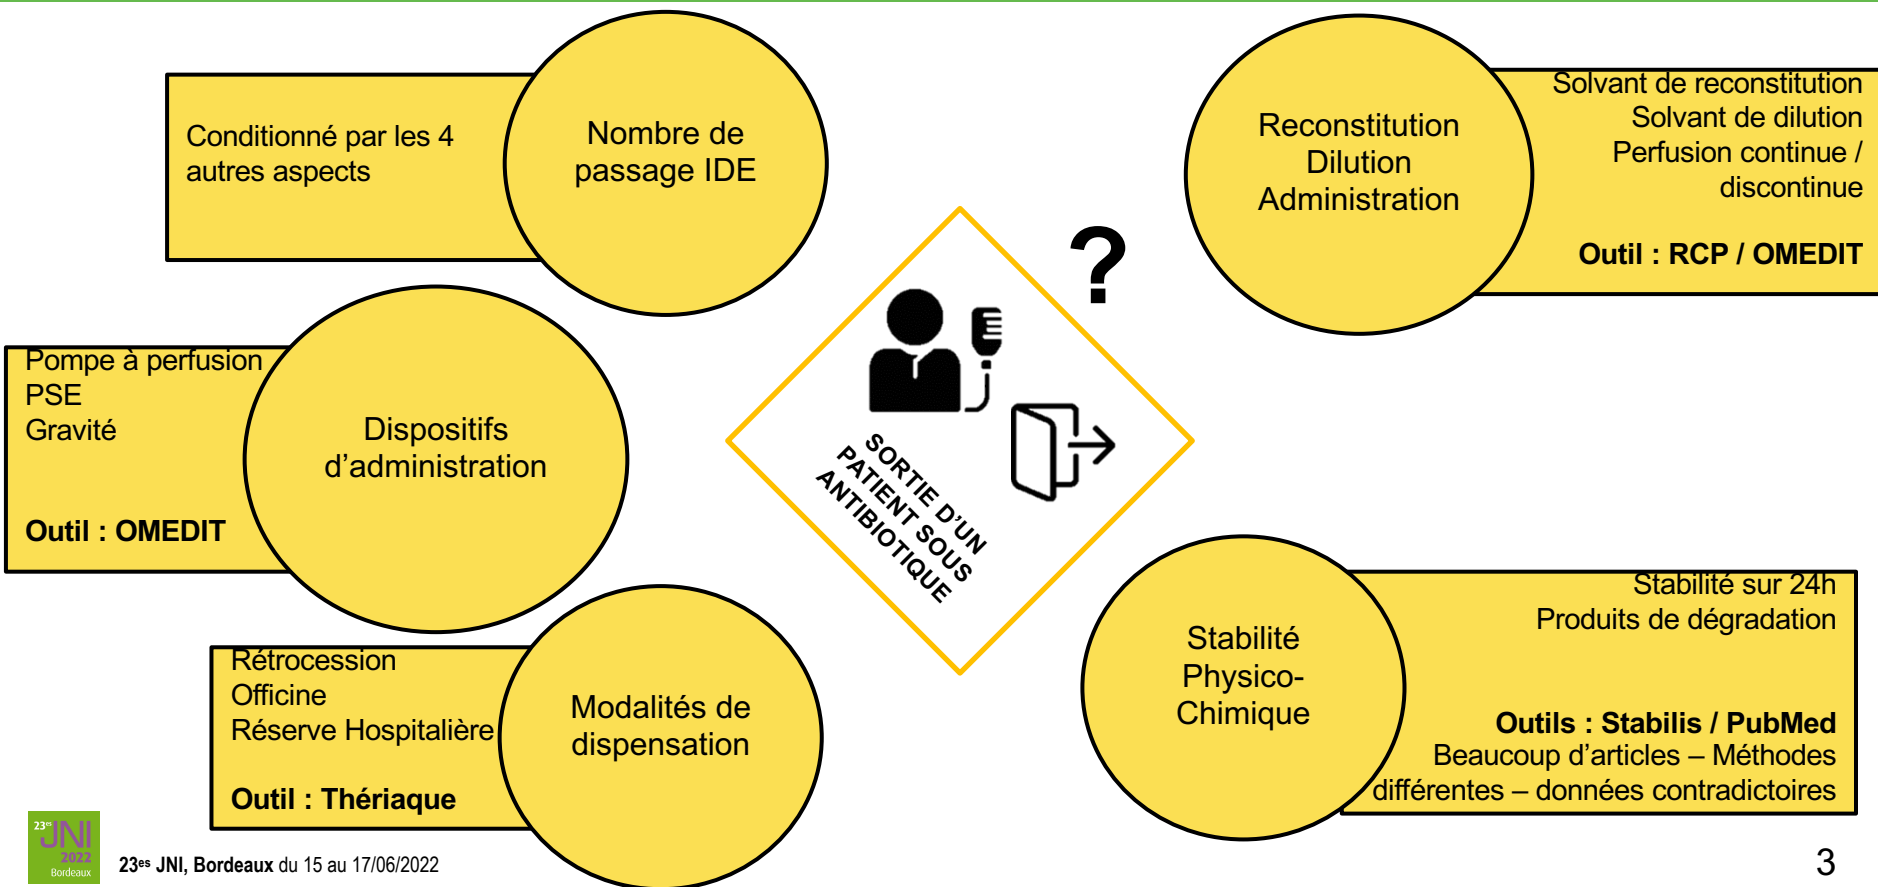 Conditionné par les 4
autres aspects
Nombre de
passage IDE
Reconstitution
Dilution
Administration
Solvant de reconstitution
Solvant de dilution
Perfusion continue /
discontinue
Outil : RCP / OMEDIT
?
Pompe à perfusion
PSE
Gravité
Outil : OMEDIT
Dispositifs
d’administration
SORTIE D’UN
PATIENT SOUS
ANTIBIOTIQUE
Rétrocession
Officine
Réserve Hospitalière
Outil : Thériaque
Modalités de
dispensation
Stabilité
Physico-
Chimique
Stabilité sur 24h
Produits de dégradation
Outils : Stabilis / PubMed
Beaucoup d’articles – Méthodes
différentes – données contradictoires
23es
JNI
2022
Bordeaux
23es JNI, Bordeaux du 15 au 17/06/2022
3